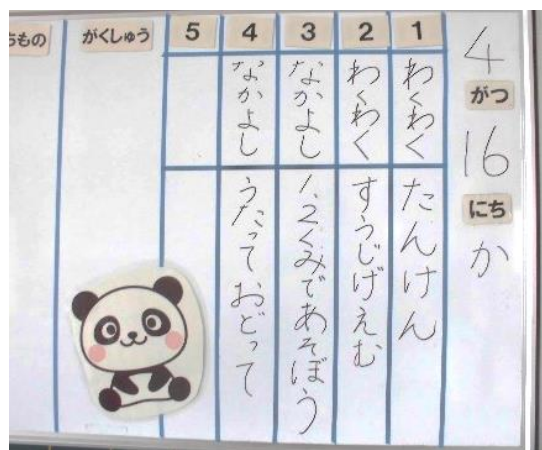 4がつ16にちか
1
わくわく
たんけん
2
わくわく
すうじげえむ
3
なかよし
1,2くみであそぼう
4
なかよし
うたっておどって
5
がくしゅう
ちもの